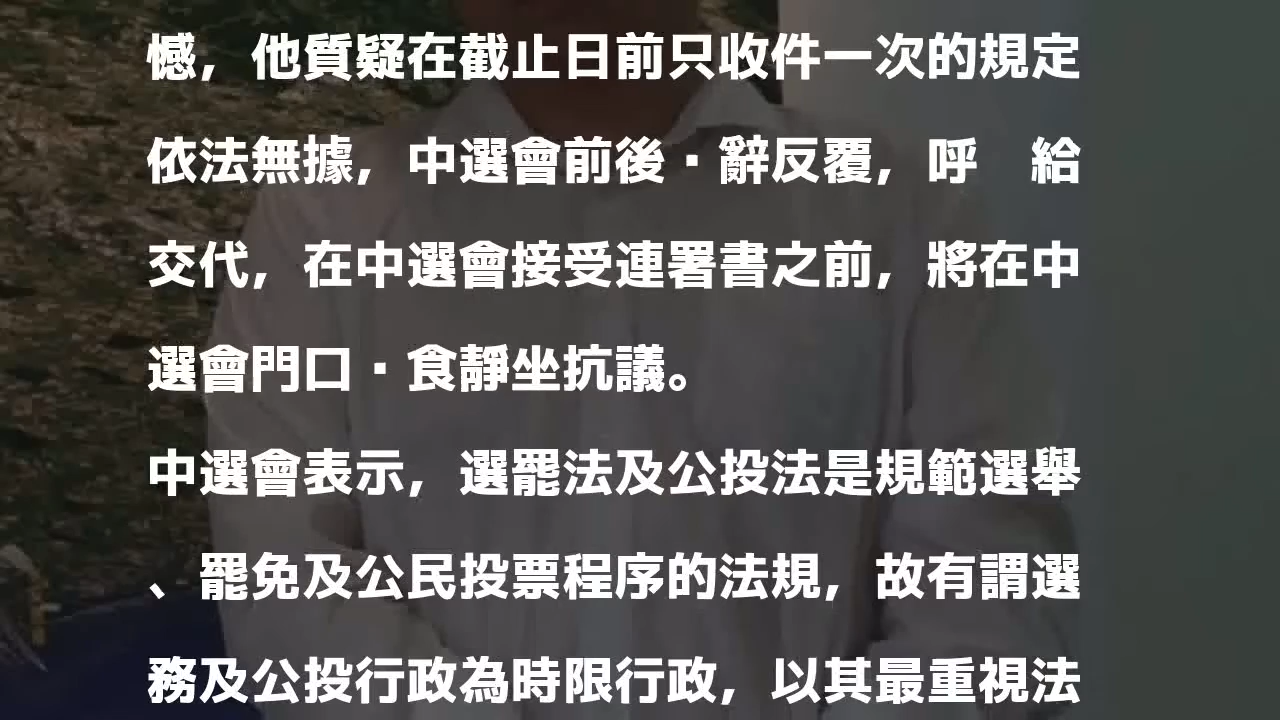 憾，他質疑在截止日前只收件一次的規定
依法無據，中選會前後·辭反覆，呼　給
交代，在中選會接受連署書之前，將在中
選會門口·食靜坐抗議。
中選會表示，選罷法及公投法是規範選舉
、罷免及公民投票程序的法規，故有謂選
務及公投行政為時限行政，以其最重視法